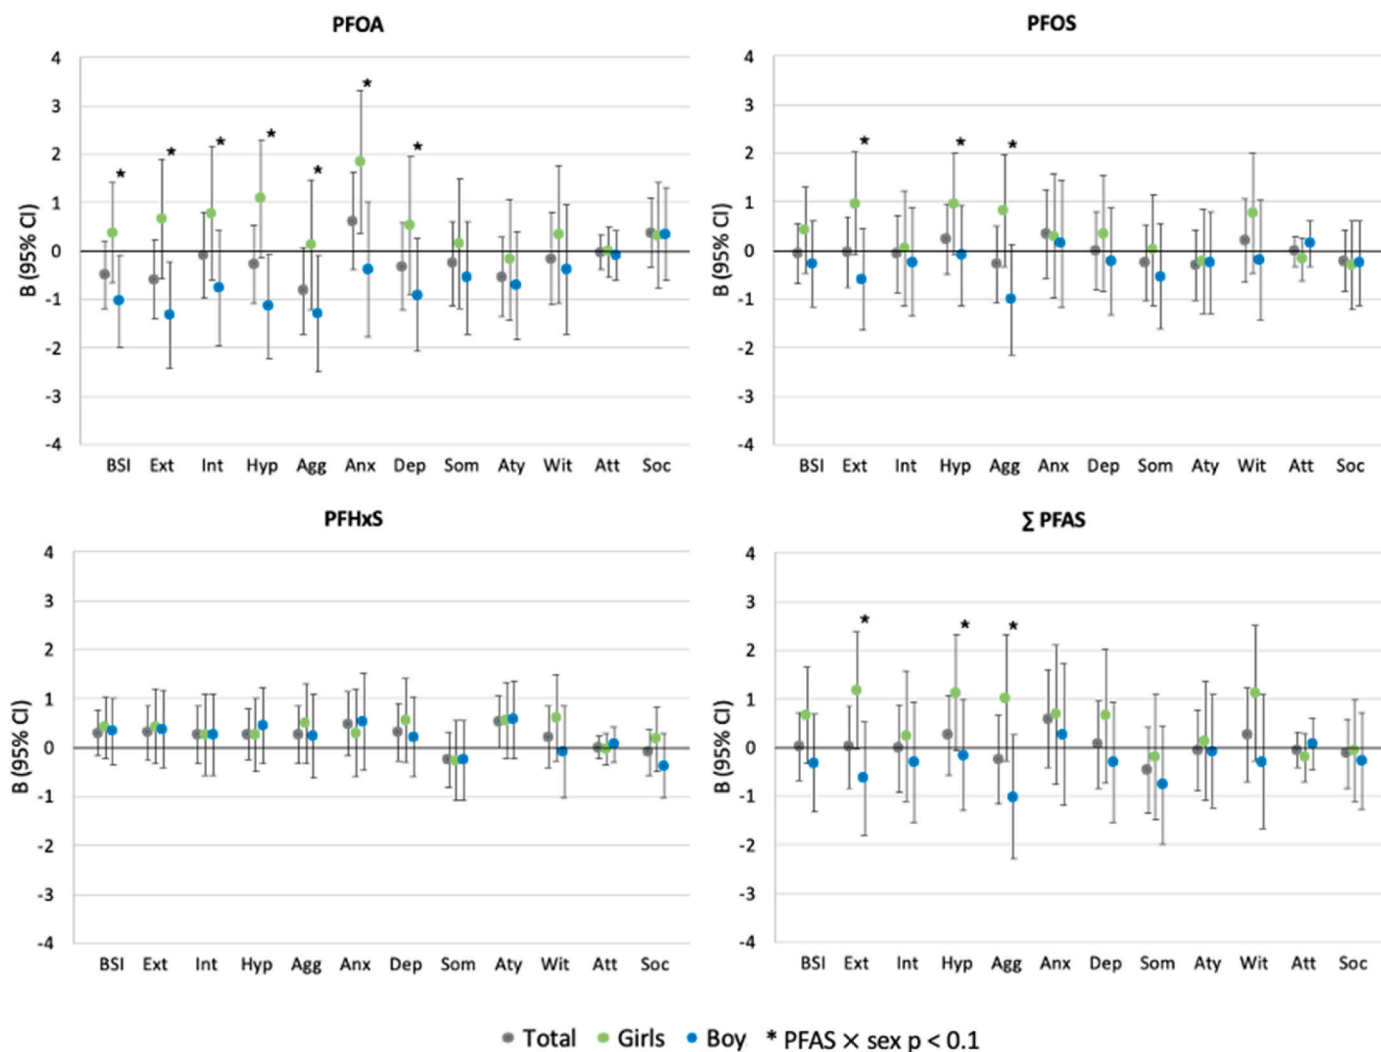 PFOA
4
3
2
1
0
-1
-2
-3
-4
B (95% CI)
* * * * * * *
BSI Ext Int Hyp Agg Anx Dep Som Aty Wit Att Soc
PFOS
4
3
2
1
0
-1
-2
-3
-4
B (95% CI)
* * *
BSI Ext Int Hyp Agg Anx Dep Som Aty Wit Att Soc
PFHxS
4
3
2
1
0
-1
-2
-3
-4
B (95% CI)
BSI Ext Int Hyp Agg Anx Dep Som Aty Wit Att Soc
∑ PFAS
4
3
2
1
0
-1
-2
-3
-4
B (95% CI)
* * *
BSI Ext Int Hyp Agg Anx Dep Som Aty Wit Att Soc
Total Girls Boy * PFAS × sex p < 0.1